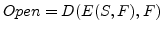 Open = D(E(S,F),F)